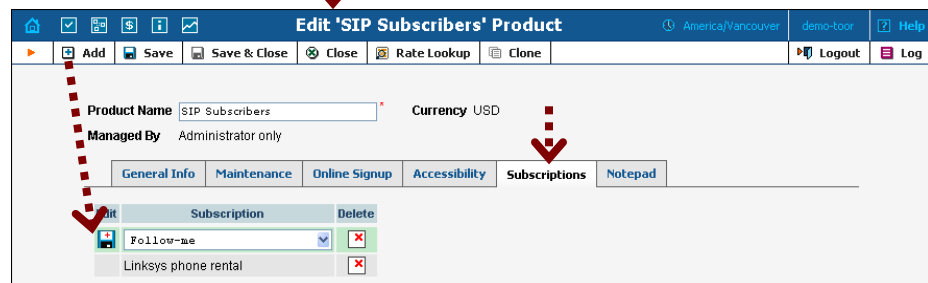 Edit 'SIP Subscribers' Product America/Vancouver demo-toor ? Help
Add Save Save & Close Close Rate Lookup Clone Logout Log
Product Name SIP Subscribers * Currency USD
Managed By Administrator only
General Info Maintenance Online Signup Accessibility Subscriptions Notepad
Edit Subscription Delete
Follow-me
Linksys phone rental